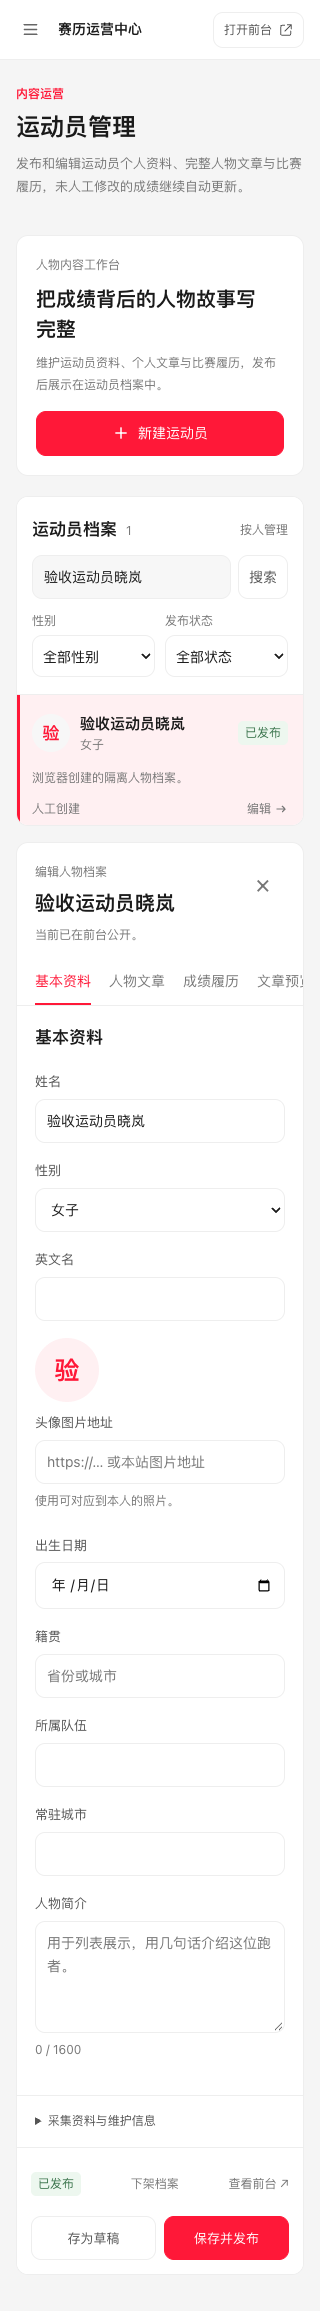 赛历运营中心
打开前台
内容运营
运动员管理
发布和编辑运动员个人资料、完整人物文章与比赛
履历，未人工修改的成绩继续自动更新。
人物内容工作台
把成绩背后的人物故事写
完整
维护运动员资料、个人文章与比赛履历，发布
后展示在运动员档案中。
+ 新建运动员
运动员档案 1 按人管理
验收运动员晓岚 搜索
性别 发布状态
全部性别 全部状态
验 验收运动员晓岚 已发布
女子
浏览器创建的隔离人物档案。
人工创建 编辑 →
编辑人物档案
验收运动员晓岚
当前已在前台公开。
基本资料 人物文章 成绩履历 文章预览
基本资料
姓名
验收运动员晓岚
性别
女子
英文名
验
头像图片地址
https://... 或本站图片地址
使用可对应到本人的照片。
出生日期
年 /月/日
籍贯
省份或城市
所属队伍
常驻城市
人物简介
用于列表展示，用几句话介绍这位跑
者。
0 / 1600
▶ 采集资料与维护信息
已发布 下架档案 查看前台 ↗
存为草稿 保存并发布